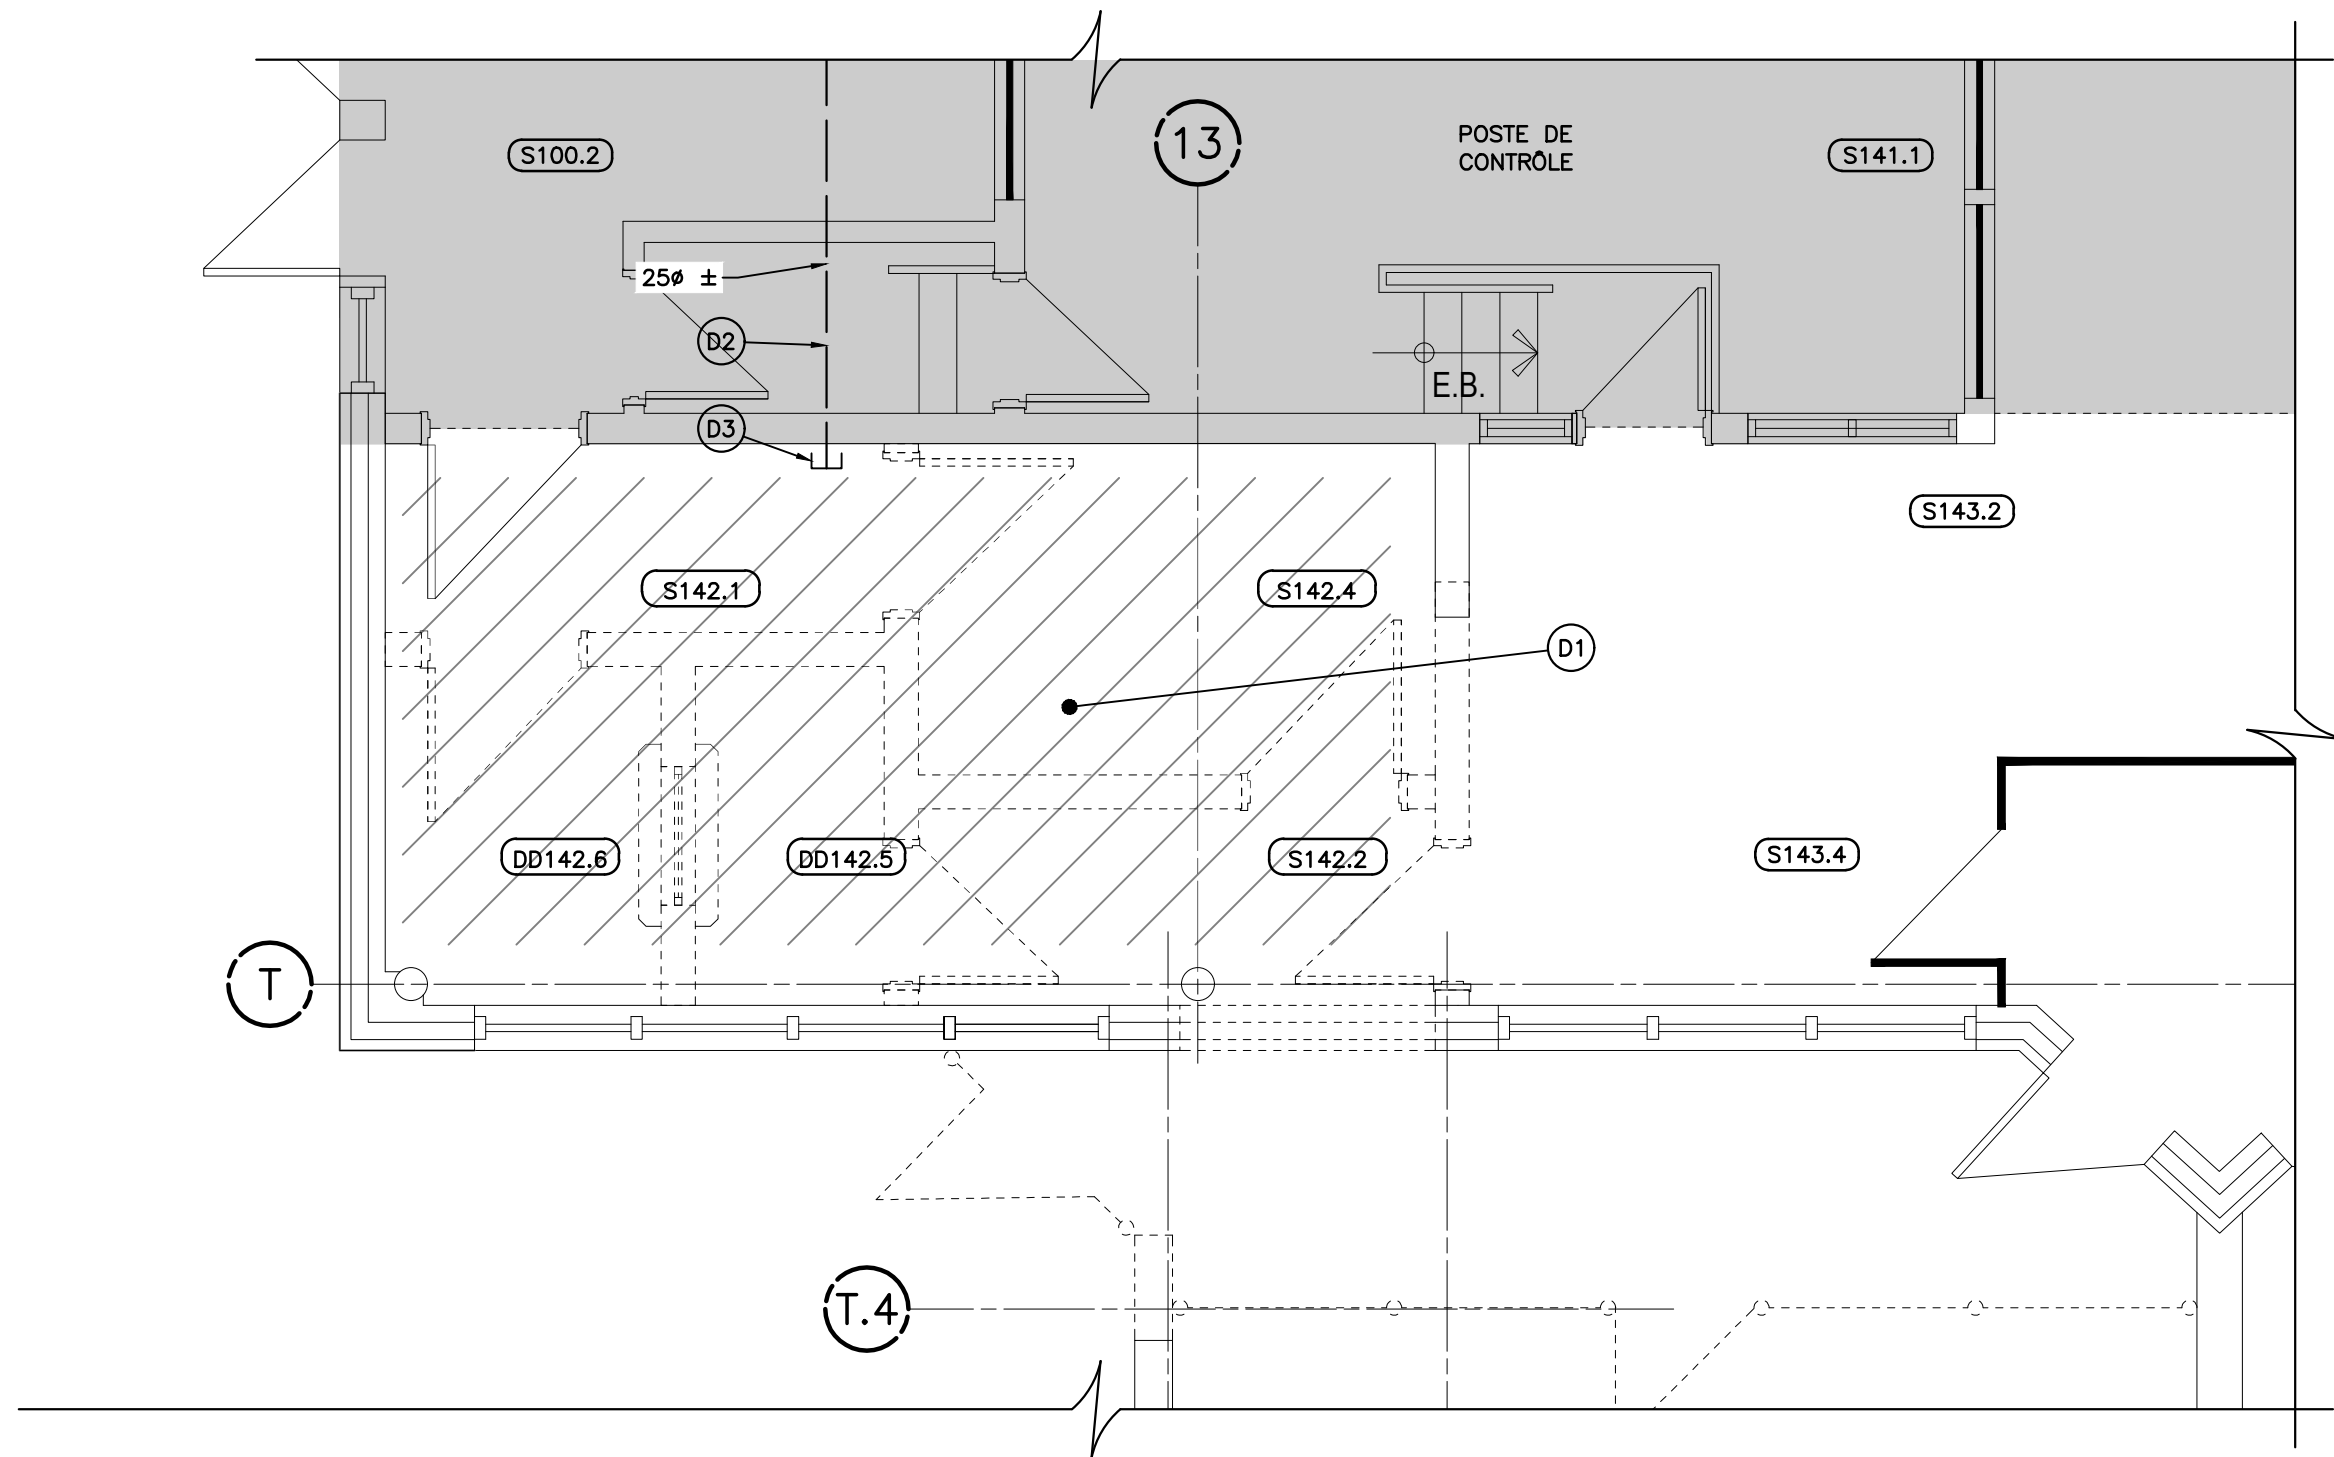 13
POSTE DE
CONTRÔLE
S100.2
S141.1
25ø ±
D2
E.B.
D3
S143.2
S142.1
S142.4
D1
DD142.6
DD142.5
S142.2
S143.4
T
T.4